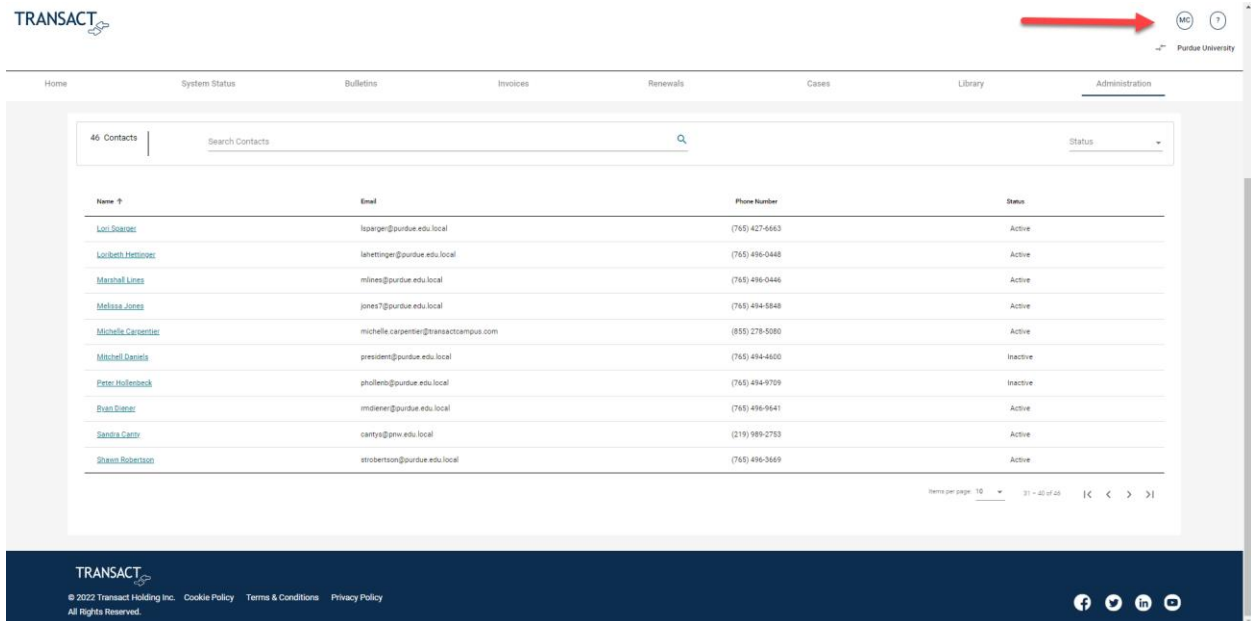 TRANSACT
MC ?
Purdue University
Home System Status Bulletins Invoices Renewals Cases Library Administration
46 Contacts Search Contacts Status
Name ↑ Email Phone Number Status
Lori Sparger lsparger@purdue.edu.local (765) 427-6663 Active
Loribeth Hettinger lahettinger@purdue.edu.local (765) 496-0448 Active
Marshall Lines mlines@purdue.edu.local (765) 496-0446 Active
Melissa Jones jones7@purdue.edu.local (765) 494-5848 Active
Michelle Carpentier michelle.carpentier@transactcampus.com (855) 278-5080 Active
Mitchell Daniels president@purdue.edu.local (765) 494-4600 Inactive
Peter Hollenbeck phollenb@purdue.edu.local (765) 494-9709 Inactive
Ryan Diener rmdiener@purdue.edu.local (765) 496-9641 Active
Sandra Canty cantys@pnw.edu.local (219) 989-2753 Active
Shawn Robertson strobertson@purdue.edu.local (765) 496-3669 Active
Items per page: 10 31 – 40 of 46
TRANSACT
© 2022 Transact Holding Inc. Cookie Policy Terms & Conditions Privacy Policy
All Rights Reserved.